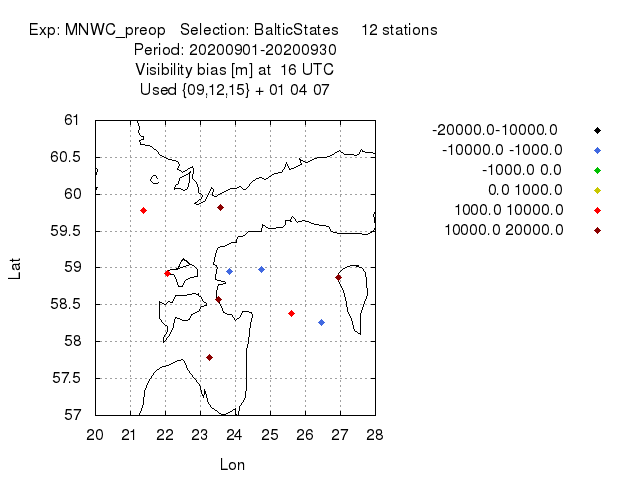 Exp: MNWC_preop   Selection: BalticStates     12 stations
Period: 20200901-20200930
Visibility bias [m] at  16 UTC
Used {09,12,15} + 01 04 07
-20000.0-10000.0
-10000.0 -1000.0
-1000.0 0.0
0.0 1000.0
1000.0 10000.0
10000.0 20000.0
61
60.5
60
59.5
59
58.5
58
57.5
57
Lat
20 21 22 23 24 25 26 27 28
Lon